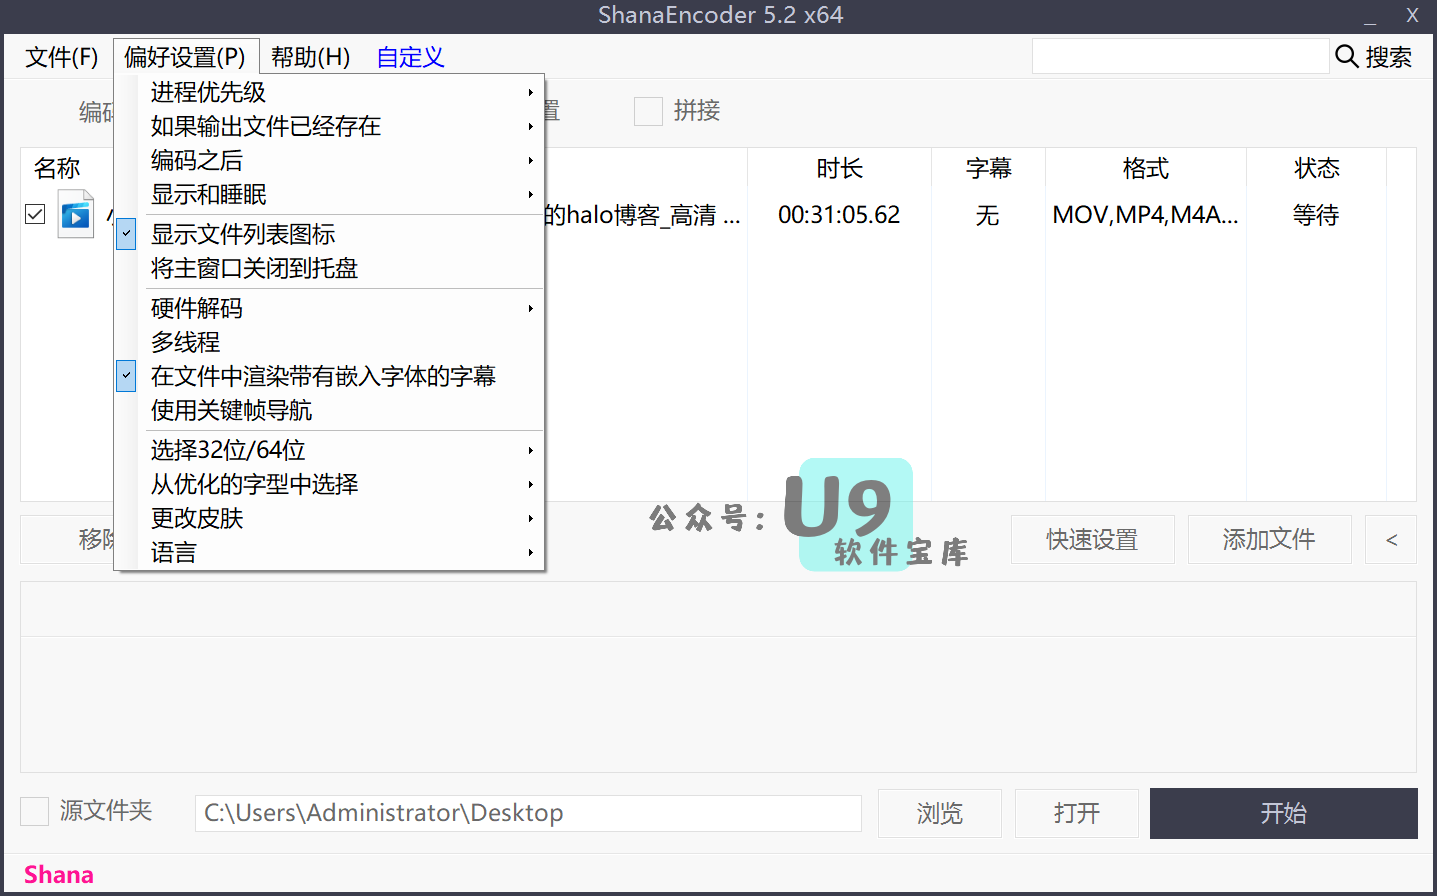 ShanaEncoder 5.2 x64
_ X
文件(F) 偏好设置(P) 帮助(H) 自定义 搜索
进程优先级
如果输出文件已经存在
编码之后
显示和睡眠
显示文件列表图标
将主窗口关闭到托盘
硬件解码
多线程
在文件中渲染带有嵌入字体的字幕
使用关键帧导航
选择32位/64位
从优化的字型中选择
更改皮肤
语言
编 置 拼接
名称 时长 字幕 格式 状态
的halo博客_高清 ... 00:31:05.62 无 MOV,MP4,M4A... 等待
公众号：U9
软件宝库
移 快速设置 添加文件 <
源文件夹 C:\Users\Administrator\Desktop 浏览 打开 开始
Shana